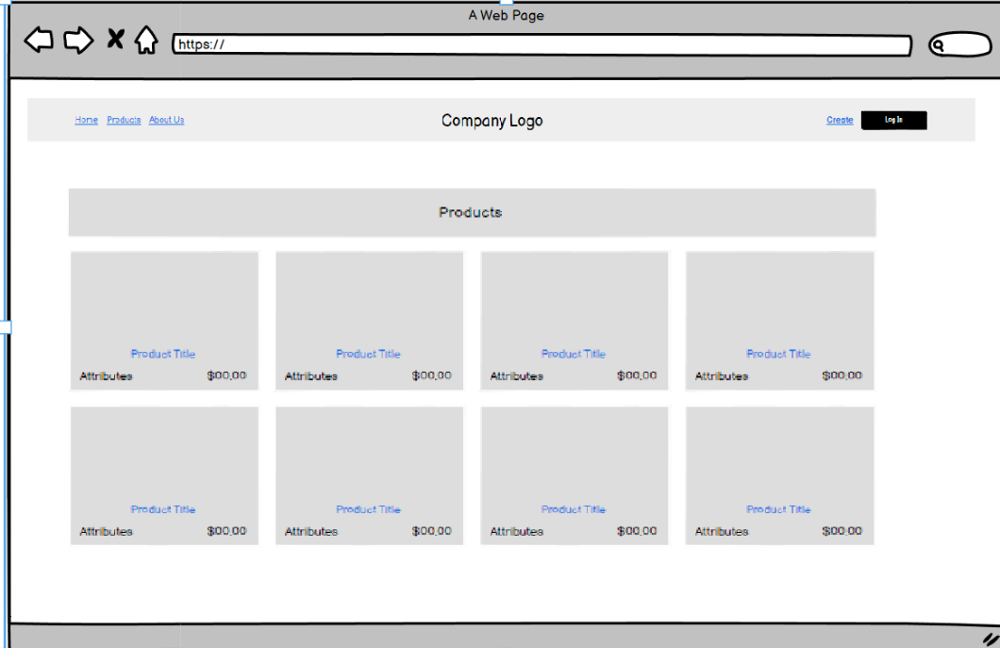 A Web Page
https://
Home Products About Us Company Logo Create Log In
Products
Product Title Product Title Product Title Product Title
Attributes $00.00 Attributes $00.00 Attributes $00.00 Attributes $00.00
Product Title Product Title Product Title Product Title
Attributes $00.00 Attributes $00.00 Attributes $00.00 Attributes $00.00